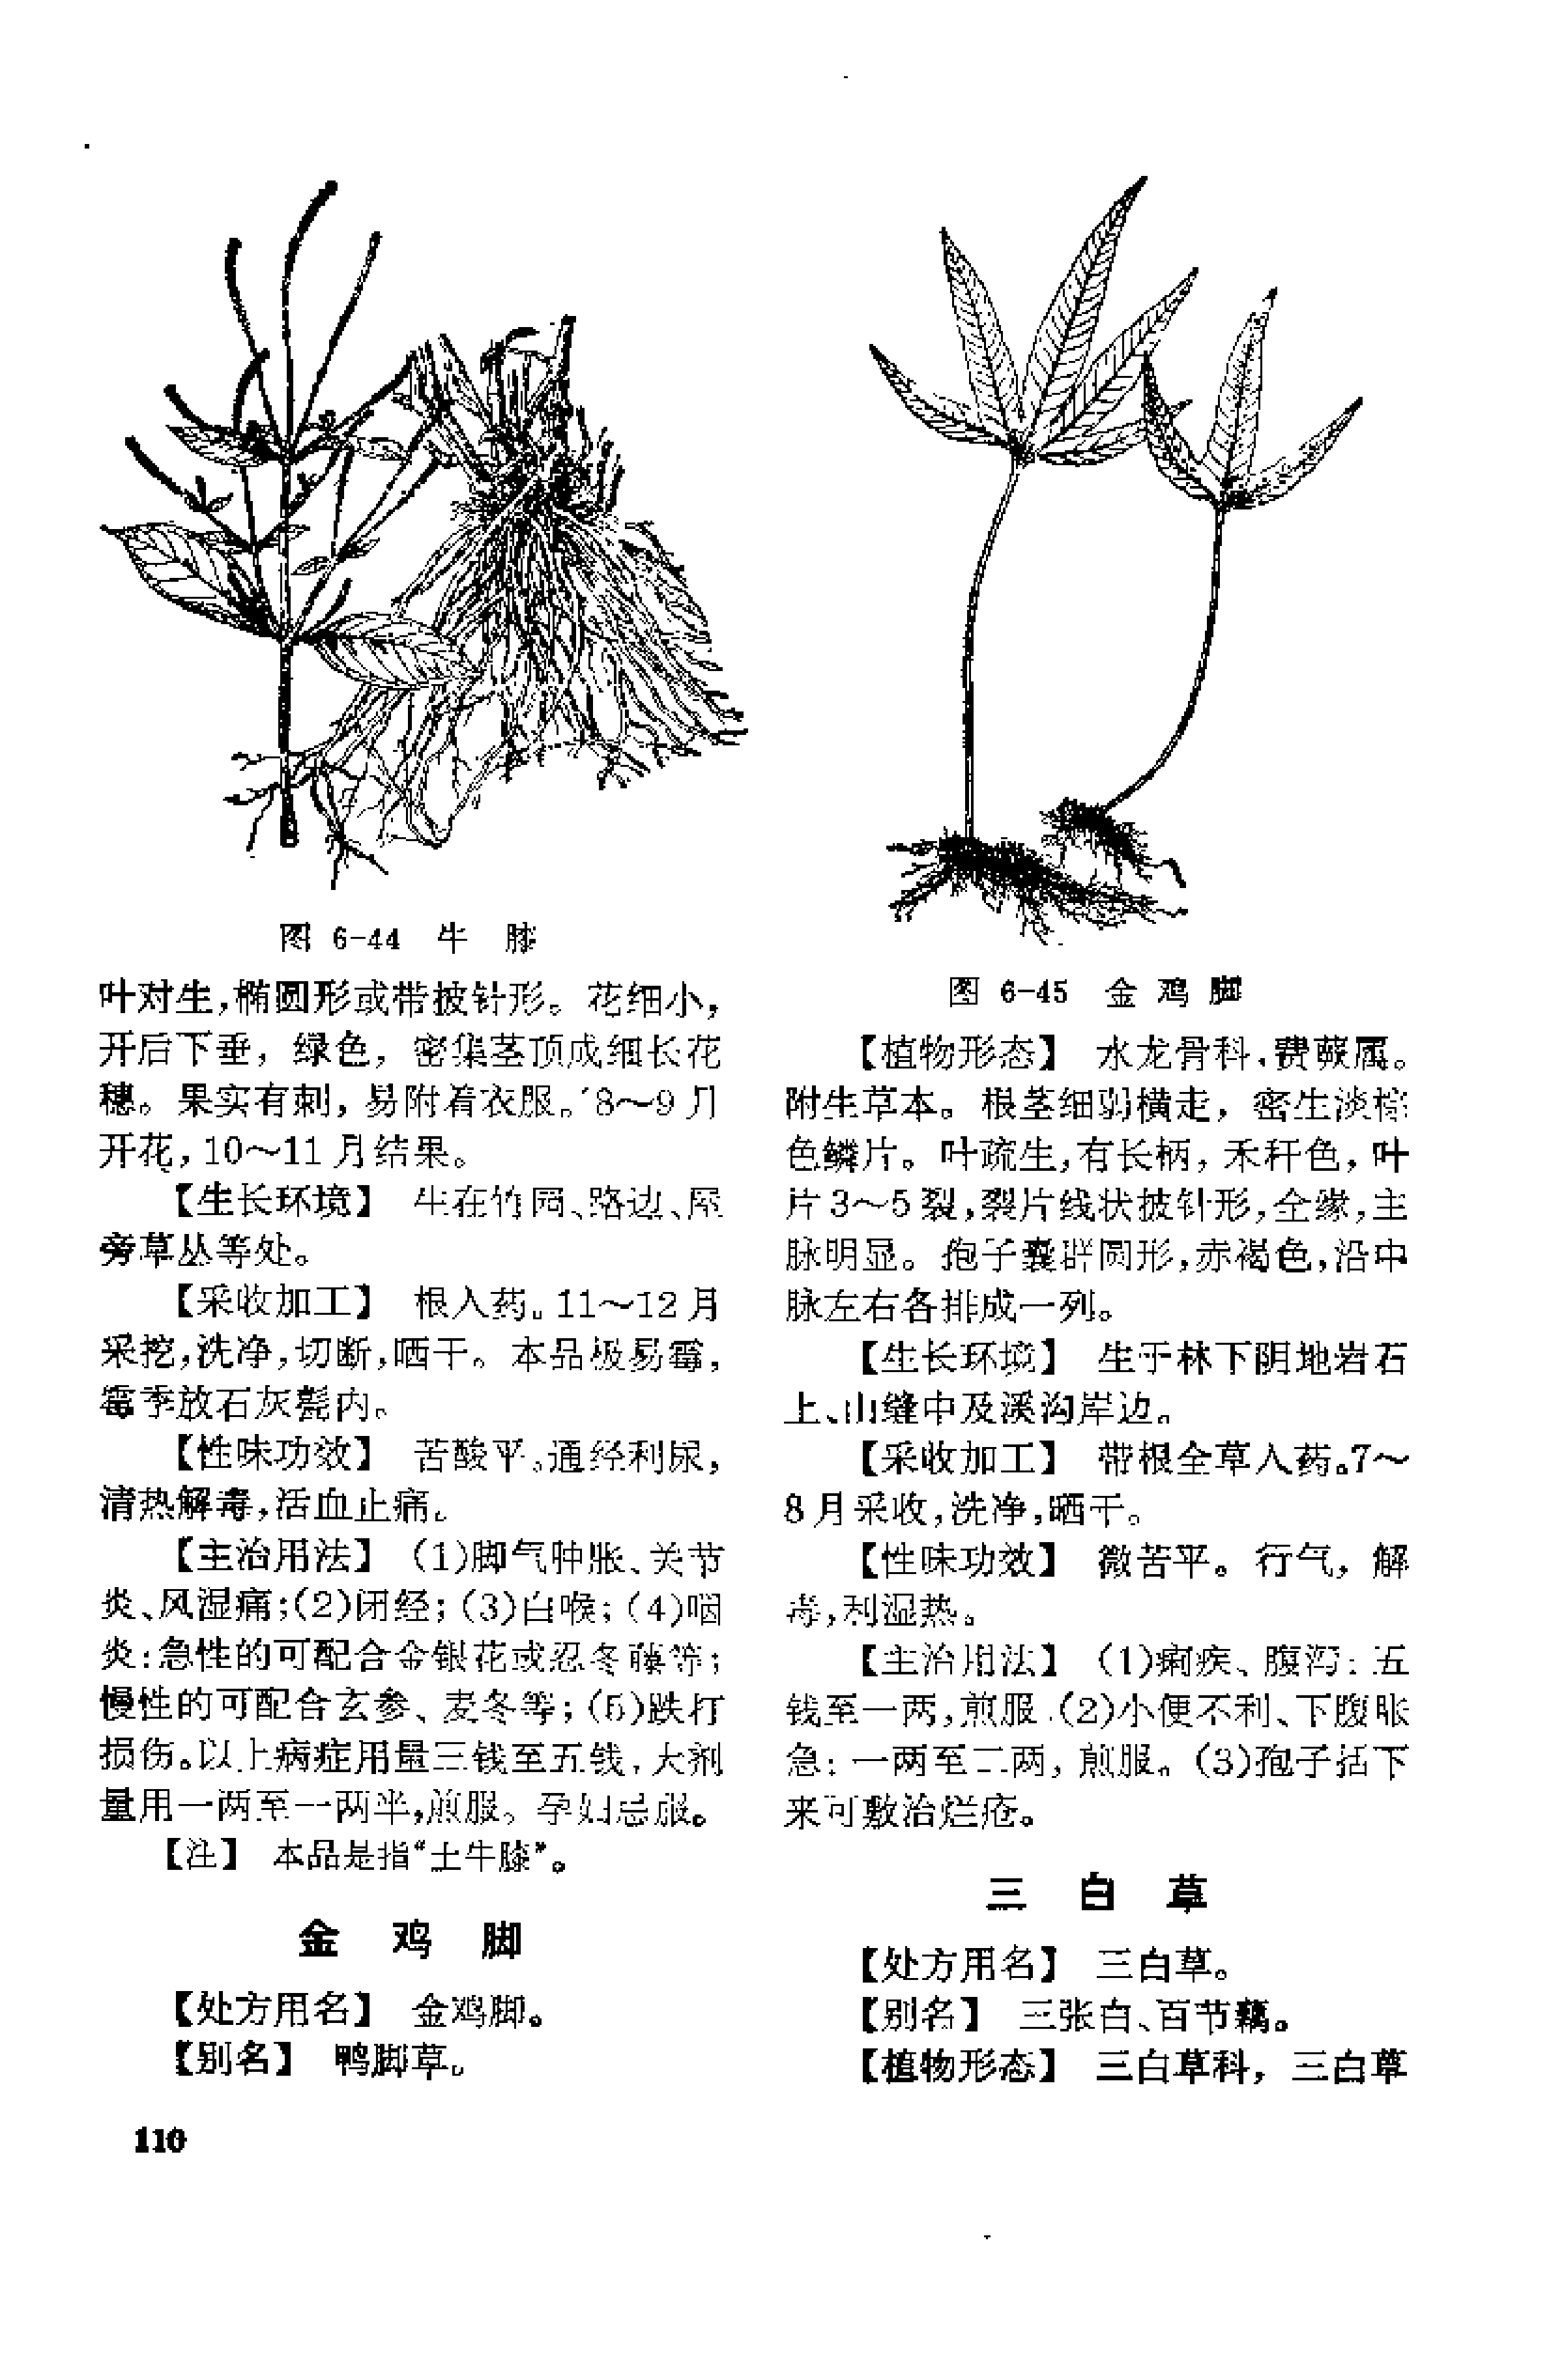 图 6-44 牛 膝
叶对生,椭圆形或带披针形。花细小,
开后下垂，绿色，密集茎顶成细长花
穗。果实有刺，易附着衣服。8～9月
开花，10～11月结果。
【生长环境】 生在竹园、路边、屋
旁草丛等处。
【采收加工】 根入药。11～12月
采挖,洗净,切断,晒干。本品极易霉,
霉季放石灰甏内。
【性味功效】 苦酸平。通经利尿,
清热解毒,活血止痛。
【主治用法】 (1)脚气肿胀、关节
炎、风湿痛;(2)闭经；(3)白喉；(4)咽
炎:急性的可配合金银花或忍冬藤等；
慢性的可配合玄参、麦冬等；(5)跌打
损伤。以上病症用量三钱至五钱，大剂
量用一两至一两半,煎服。孕妇忌服。
【注】 本品是指“土牛膝”。
金 鸡 脚
【处方用名】 金鸡脚。
【别名】 鸭脚草。
110
图 6-45 金 鸡 脚
【植物形态】 水龙骨科,茀蕨属。
附生草本。根茎细弱横走，密生淡棕
色鳞片。叶疏生,有长柄，禾秆色，叶
片3～5裂,裂片线状披针形,全缘,主
脉明显。孢子囊群圆形,赤褐色,沿中
脉左右各排成一列。
【生长环境】 生于林下阴地岩石
上、山缝中及溪沟岸边。
【采收加工】 带根全草入药。7～
8月采收,洗净,晒干。
【性味功效】 微苦平。行气，解
毒,利湿热。
【主治用法】 (1)痢疾、腹泻：五
钱至一两,煎服.(2)小便不利、下腹胀
急：一两至二两，煎服。(3)孢子括下
来可敷治烂疮。
三 白 草
【处方用名】 三白草。
【别名】 三张白、百节藕。
【植物形态】 三白草科，三白草